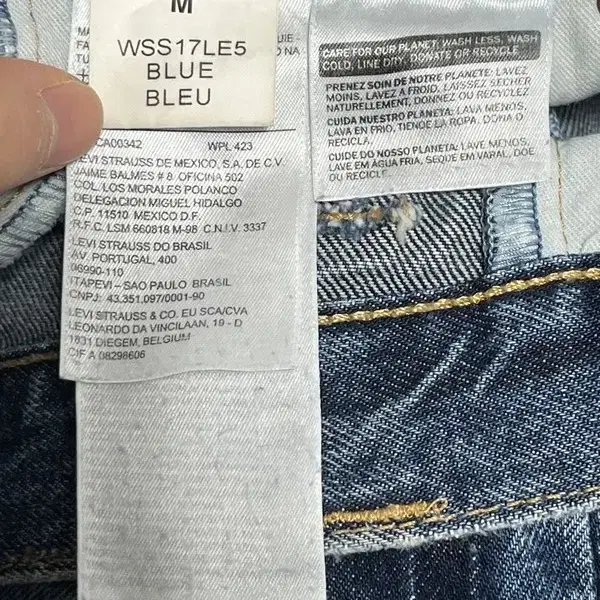 M
WSS17LE5
BLUE
BLEU
MA
FA
TU
UIE -
O NA
CA00342 WPL 423
LEVI STRAUSS DE MEXICO, S.A. DE C.V.
JAIME BALMES # 8 OFICINA 502
COL. LOS MORALES POLANCO
DELEGACION MIGUEL HIDALGO
C.P. 11510 MEXICO D.F.
R.F.C. LSM 660818 M-98 C.N.I.V. 3337
LEVI STRAUSS DO BRASIL
AV. PORTUGAL, 400
06990-110
ITAPEVI – SAO PAULO BRASIL
CNPJ: 43.351.097/0001-90
LEVI STRAUSS & CO. EU SCA/CVA
LEONARDO DA VINCILAAN, 19 - D
1831 DIEGEM, BELGIUM
CIF A 08298606
CARE FOR OUR PLANET: WASH LESS, WASH
COLD, LINE DRY, DONATE OR RECYCLE
PRENEZ SOIN DE NOTRE PLANETE: LAVEZ
MOINS, LAVEZ A FROID, LAISSEZ SECHER
NATURELLEMENT, DONNEZ OU RECYCLEZ
CUIDA NUESTRO PLANETA: LAVA MENOS,
LAVA EN FRIO, TIENDE LA ROPA, DONA O
RECICLA.
CUIDE DO NOSSO PLANETA: LAVE MENOS,
LAVE EM AGUA FRIA, SEQUE EM VARAL, DOE
OU RECICLE.